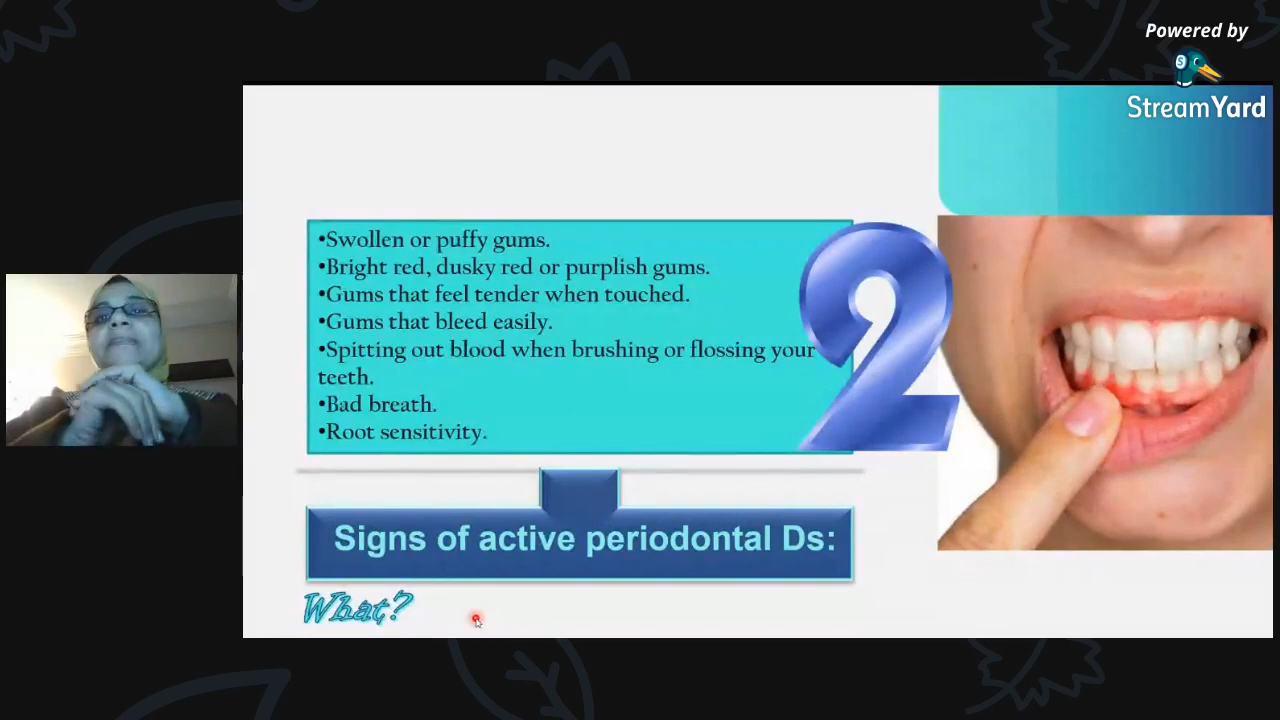 Powered by
StreamYard
•Swollen or puffy gums.
•Bright red, dusky red or purplish gums.
•Gums that feel tender when touched.
•Gums that bleed easily.
•Spitting out blood when brushing or flossing your
teeth.
•Bad breath.
•Root sensitivity.
2
Signs of active periodontal Ds:
What?